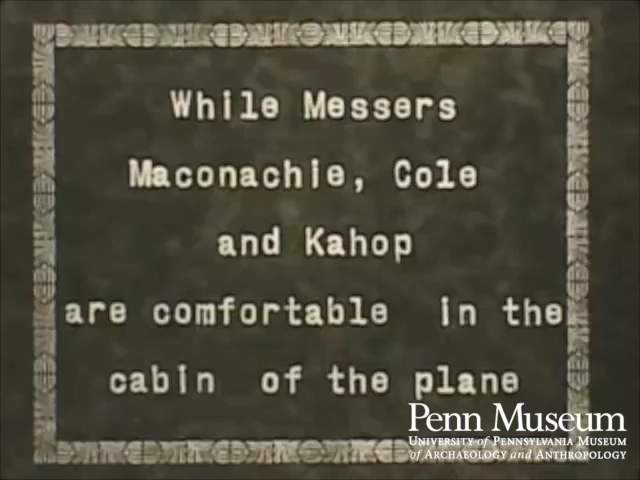 While Messers
Maconachie, Cole
and Kahop
are comfortable in the
cabin of the plane
Penn Museum
UNIVERSITY of PENNSYLVANIA MUSEUM
of ARCHAEOLOGY and ANTHROPOLOGY